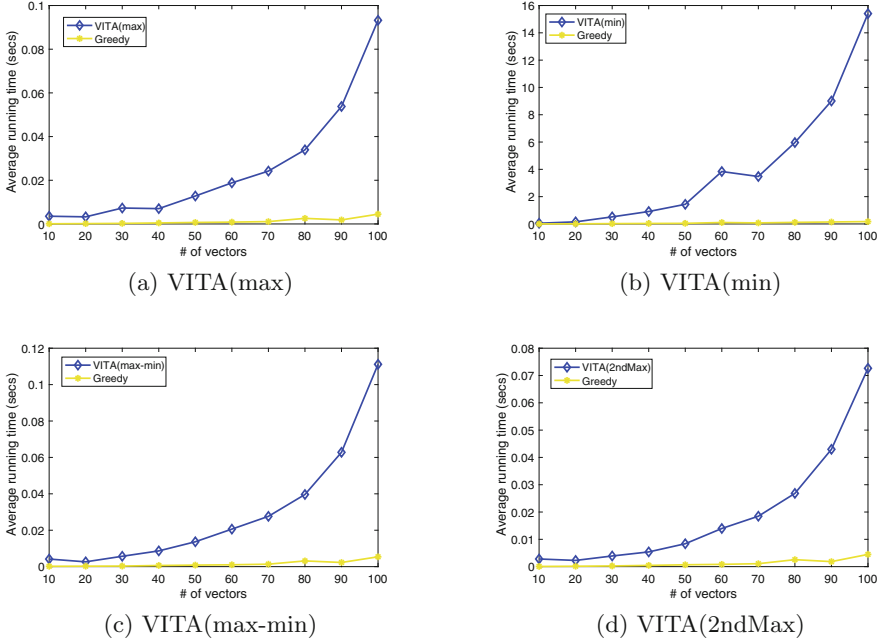 0.1
VITA(max)
Greedy
0.08
0.06
0.04
0.02
0
Average running time (secs)
10 20 30 40 50 60 70 80 90 100
# of vectors
(a) VITA(max)
16
VITA(min)
Greedy
14
12
10
8
6
4
2
0
Average running time (secs)
10 20 30 40 50 60 70 80 90 100
# of vectors
(b) VITA(min)
0.12
VITA(max-min)
Greedy
0.1
0.08
0.06
0.04
0.02
0
Average running time (secs)
10 20 30 40 50 60 70 80 90 100
# of vectors
(c) VITA(max-min)
0.08
VITA(2ndMax)
Greedy
0.07
0.06
0.05
0.04
0.03
0.02
0.01
0
Average running time (secs)
10 20 30 40 50 60 70 80 90 100
# of vectors
(d) VITA(2ndMax)